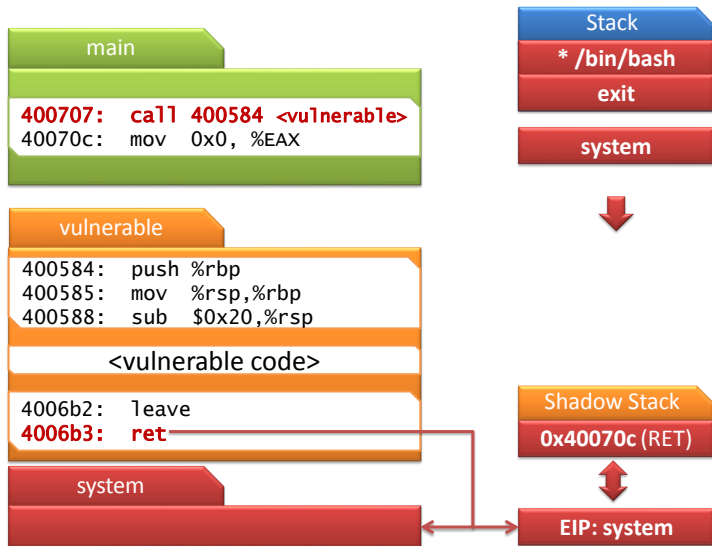 main
400707: call 400584 <vulnerable>
40070c: mov 0x0, %EAX
vulnerable
400584: push %rbp
400585: mov %rsp,%rbp
400588: sub $0x20,%rsp
<vulnerable code>
4006b2: leave
4006b3: ret
system
Stack
* /bin/bash
exit
system
Shadow Stack
0x40070c (RET)
EIP: system